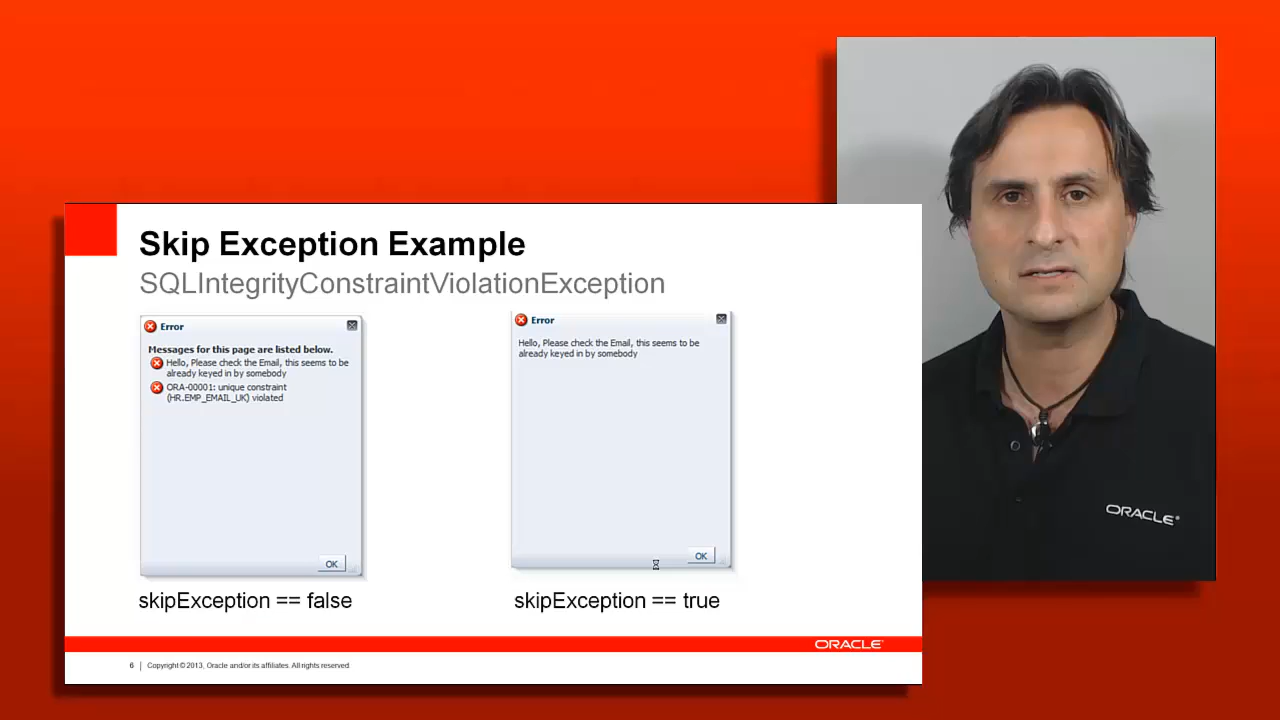 Skip Exception Example
SQLIntegrityConstraintViolationException
Error
Messages for this page are listed below.
Hello, Please check the Email, this seems to be
already keyed in by somebody
ORA-00001: unique constraint
(HR.EMP_EMAIL_UK) violated
OK
skipException == false
Error
Hello, Please check the Email, this seems to be
already keyed in by somebody
OK
skipException == true
ORACLE
6 | Copyright © 2013, Oracle and/or its affiliates. All rights reserved.
ORACLE®